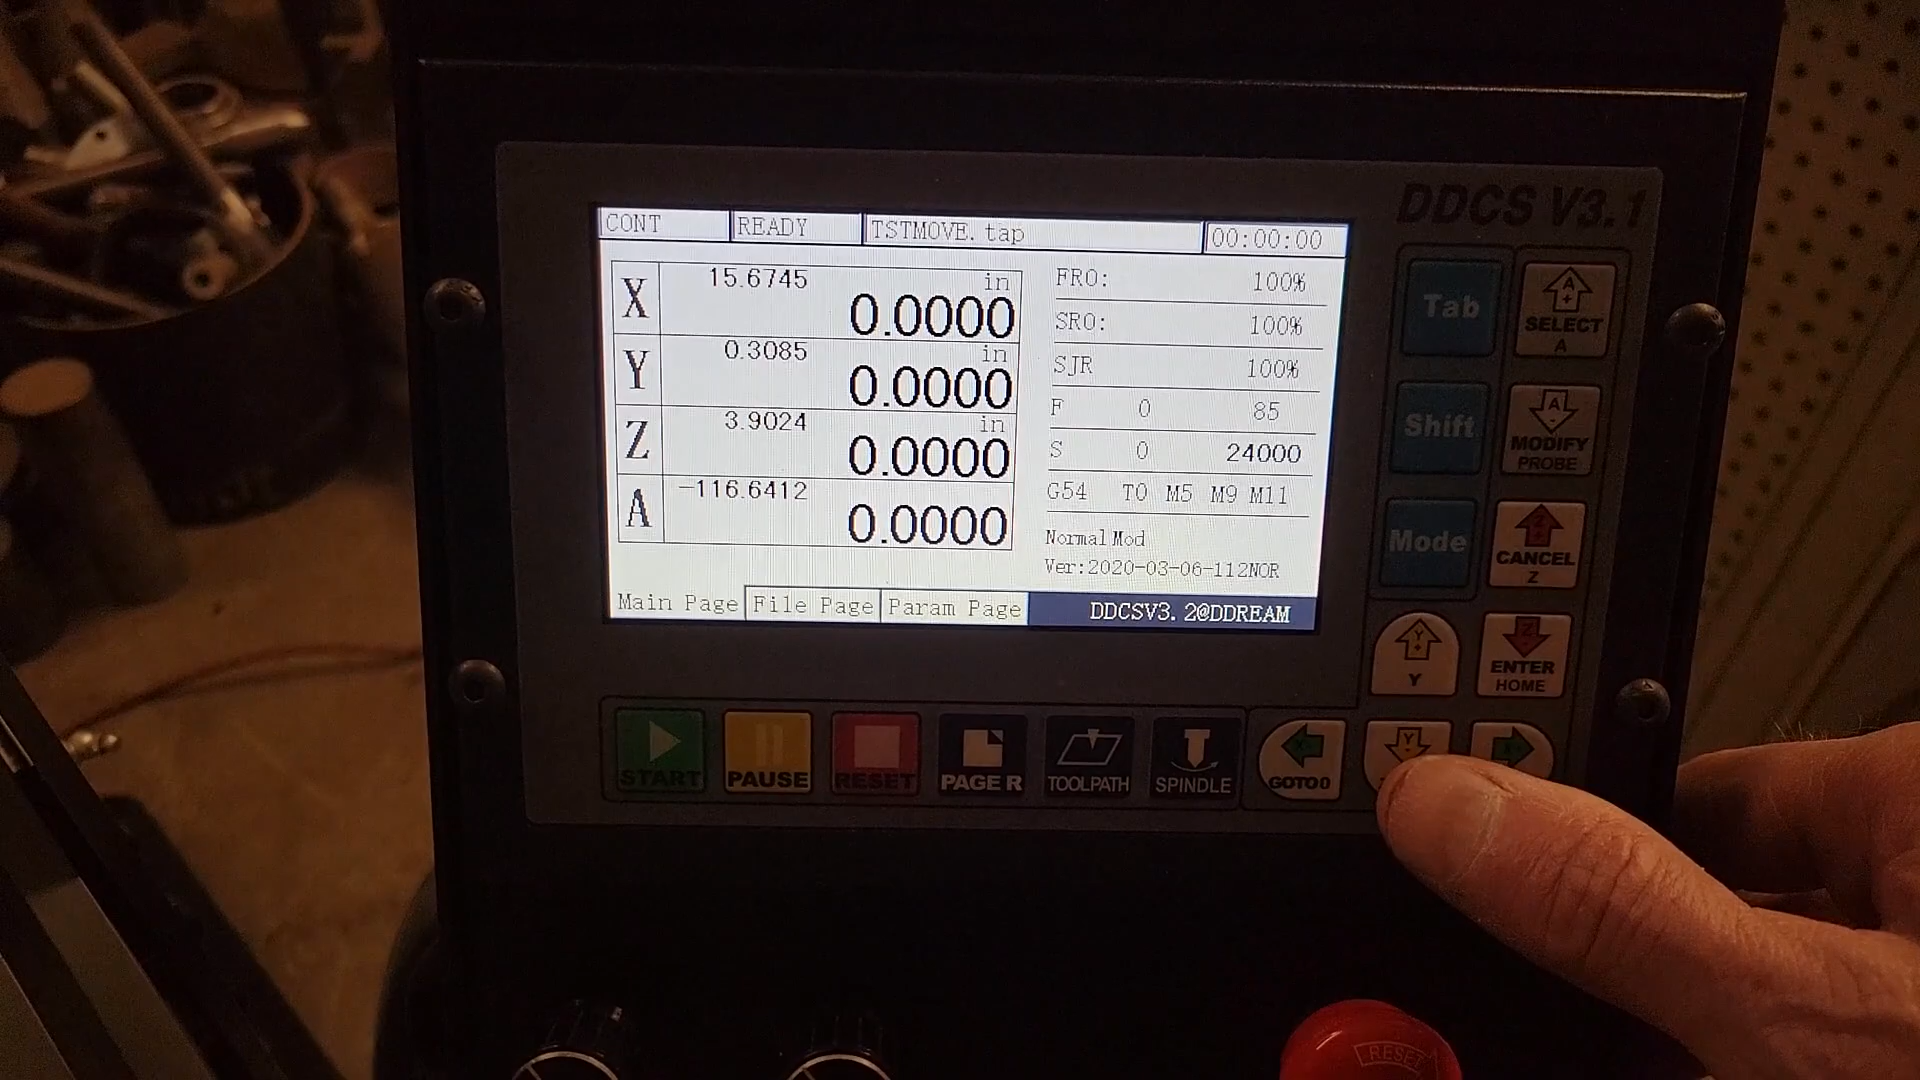 DDCS V3.1
CONT READY TSTMOVE.tap 00:00:00
X 15.6745 in 0.0000
Y 0.3085 in 0.0000
Z 3.9024 in 0.0000
A -116.6412 0.0000
FRO: 100%
SRO: 100%
SJR 100%
F 0 85
S 0 24000
G54 T0 M5 M9 M11
Normal Mod
Ver:2020-03-06-112NOR
Main Page File Page Param Page DDCSV3.2@DDREAM
Tab
A
+
SELECT
A
Shift
A
-
MODIFY
PROBE
Mode
Z
+
CANCEL
Z
Y
+
Y
Z
-
ENTER
HOME
START
PAUSE
RESET
PAGE R
TOOLPATH
SPINDLE
GOTO0
Y
-
RESET